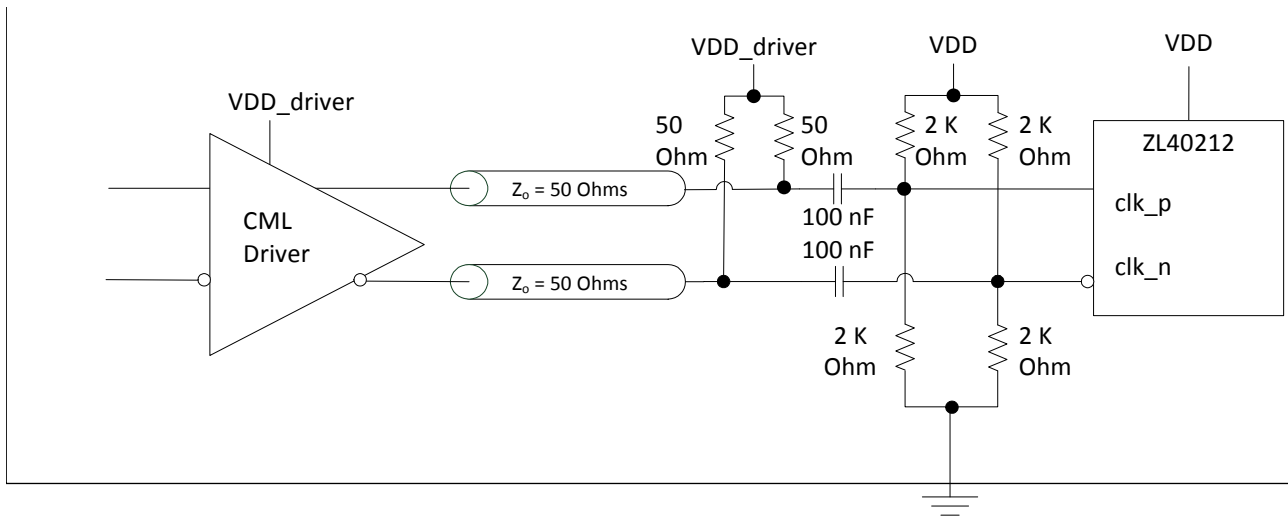 VDD_driver
VDD
VDD
VDD_driver
50
Ohm
50
Ohm
2 K
Ohm
2 K
Ohm
ZL40212
CML
Driver
Zo = 50 Ohms
clk_p
100 nF
100 nF
clk_n
Zo = 50 Ohms
2 K
Ohm
2 K
Ohm